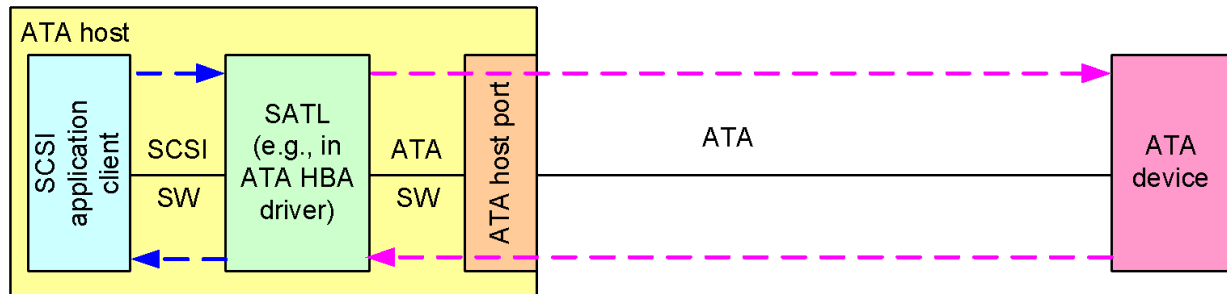 ATA host
SCSI
application
client
SCSI
SW
SATL
(e.g., in
ATA HBA
driver)
ATA
SW
ATA host port
ATA
ATA
device